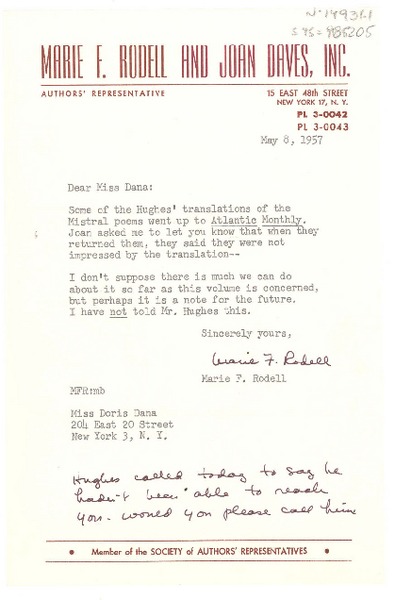 MARIE F. RODELL AND JOAN DAVES, INC.
AUTHORS' REPRESENTATIVE
15 EAST 48th STREET
NEW YORK 17, N. Y.
PL 3-0042
PL 3-0043
May 8, 1957
Dear Miss Dana:
Some of the Hughes' translations of the
Mistral poems went up to Atlantic Monthly.
Joan asked me to let you know that when they
returned them, they said they were not
impressed by the translation--
I don't suppose there is much we can do
about it so far as this volume is concerned,
but perhaps it is a note for the future.
I have not told Mr. Hughes this.
Sincerely yours,
Marie F. Rodell
Marie F. Rodell
MFR:mb
Miss Doris Dana
204 East 20 Street
New York 3, N. Y.
Hughes called today to say he
hadn't been able to reach
you - would you please call him
• Member of the SOCIETY of AUTHORS' REPRESENTATIVES •